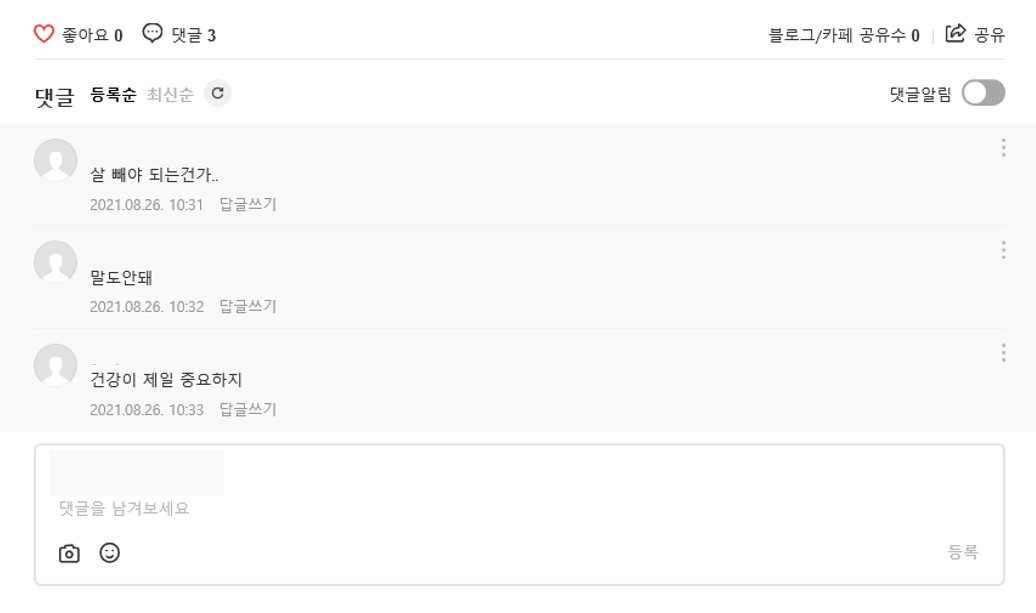 좋아요 0 댓글 3 블로그/카페 공유수 0 공유
댓글 등록순 최신순 댓글알림
살 빼야 되는건가..
2021.08.26. 10:31 답글쓰기
말도안돼
2021.08.26. 10:32 답글쓰기
건강이 제일 중요하지
2021.08.26. 10:33 답글쓰기
댓글을 남겨보세요
등록